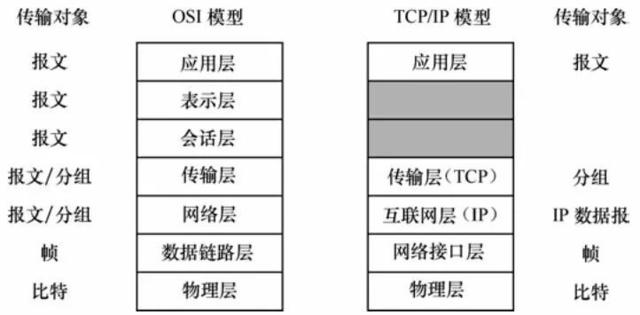 传输对象 OSI 模型 TCP/IP 模型 传输对象
报文 应用层 应用层 报文
报文 表示层
报文 会话层
报文/分组 传输层 传输层(TCP) 分组
报文/分组 网络层 互联网层(IP) IP 数据报
帧 数据链路层 网络接口层 帧
比特 物理层 物理层 比特